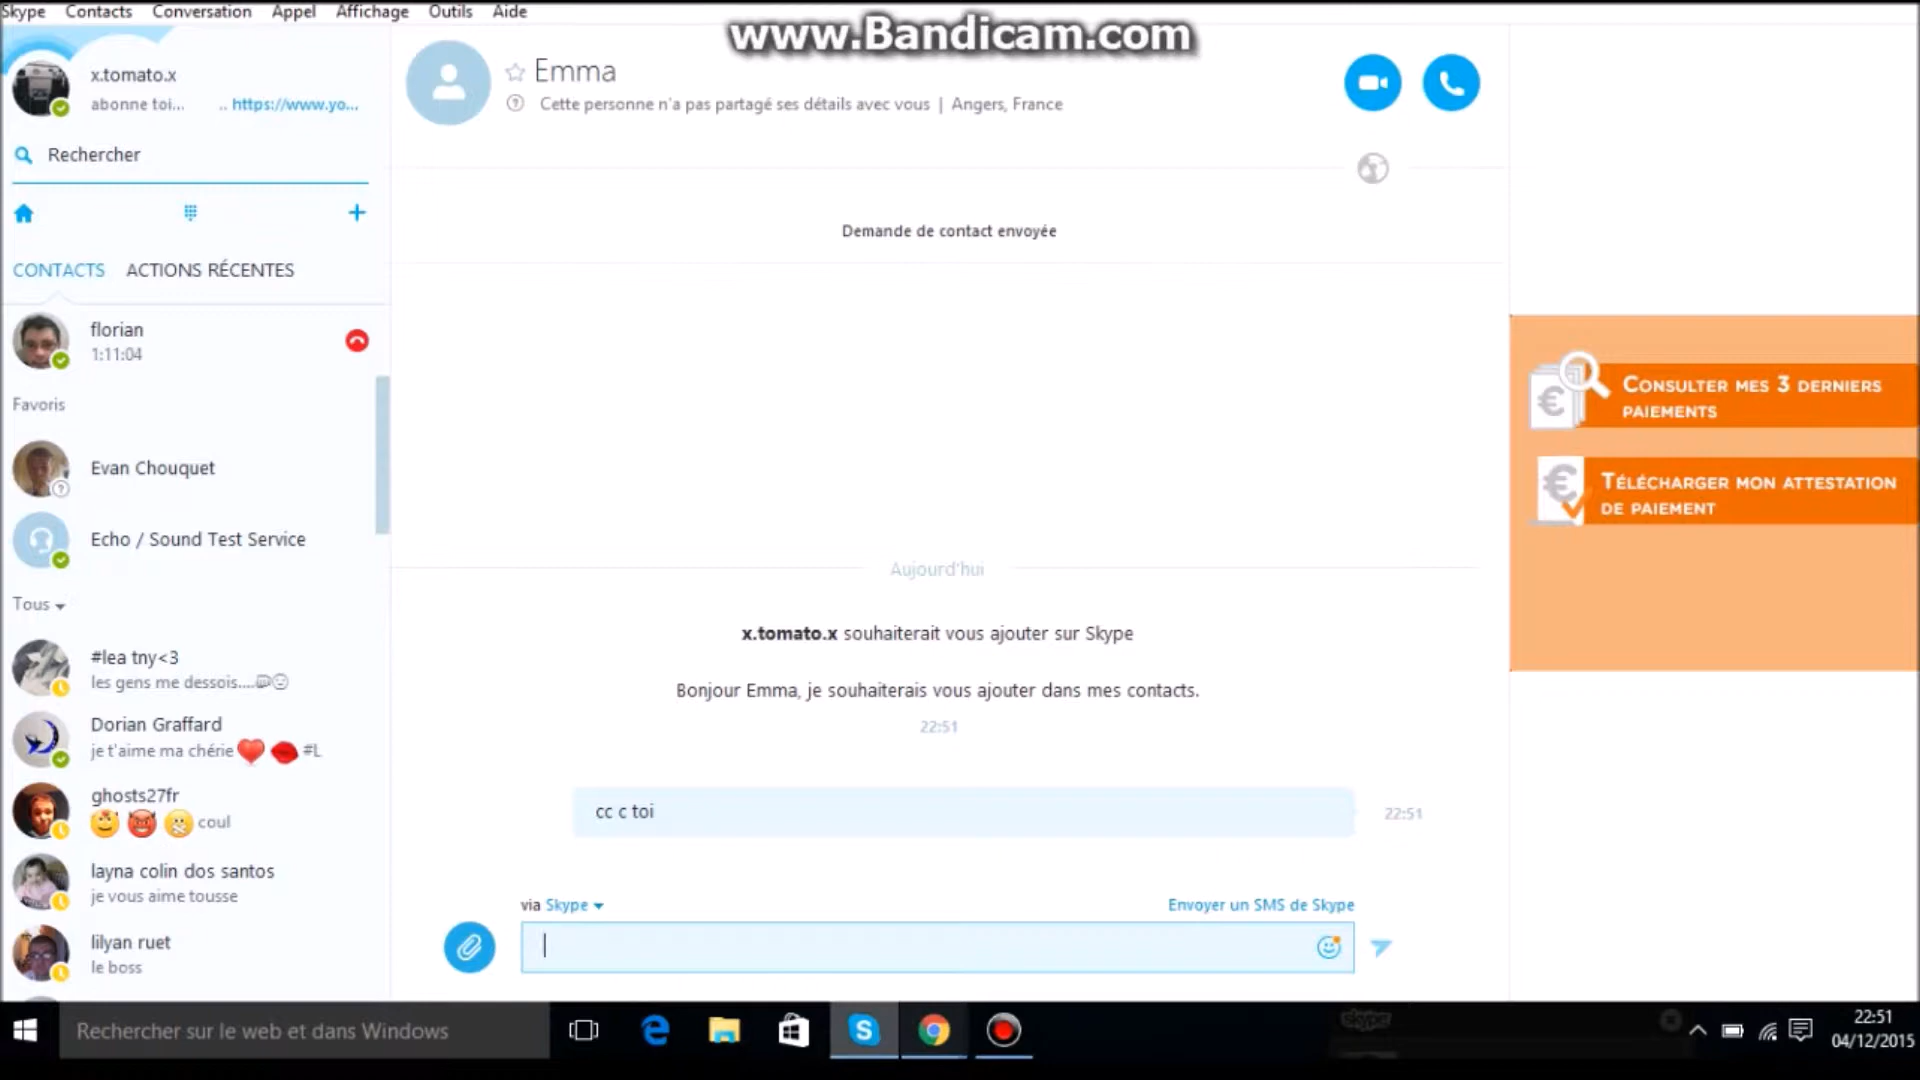 Skype Contacts Conversation Appel Affichage Outils Aide
www.Bandicam.com
x.tomato.x
abonne toi... .. https://www.yo...
Rechercher
CONTACTS ACTIONS RÉCENTES
florian
1:11:04
Favoris
Evan Chouquet
Echo / Sound Test Service
Tous
#lea tny<3
les gens me dessois....
Dorian Graffard
je t'aime ma chérie #L
ghosts27fr
coul
layna colin dos santos
je vous aime tousse
lilyan ruet
le boss
Emma
Cette personne n'a pas partagé ses détails avec vous | Angers, France
Demande de contact envoyée
Aujourd'hui
x.tomato.x souhaiterait vous ajouter sur Skype
Bonjour Emma, je souhaiterais vous ajouter dans mes contacts.
22:51
cc c toi 22:51
via Skype Envoyer un SMS de Skype
CONSULTER MES 3 DERNIERS
PAIEMENTS
TÉLÉCHARGER MON ATTESTATION
DE PAIEMENT
Rechercher sur le web et dans Windows
skype
22:51
04/12/2015